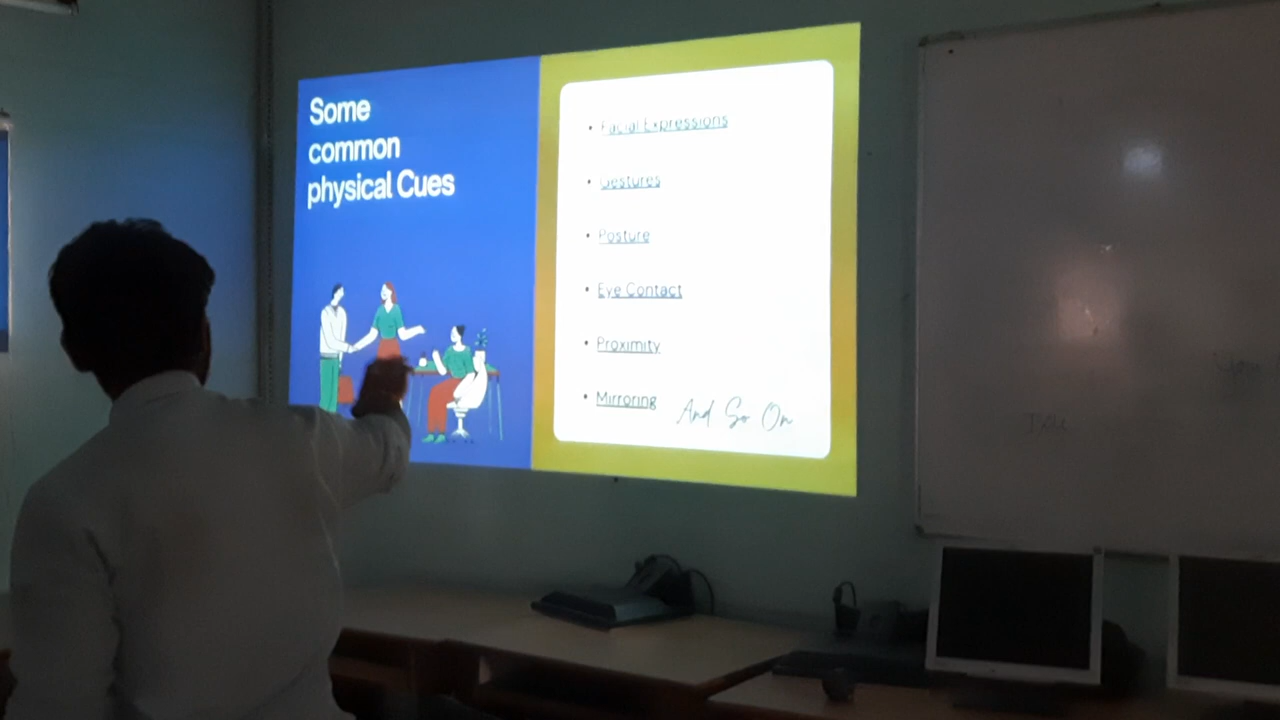 Some
common
physical Cues
• Facial Expressions
• Gestures
• Posture
• Eye Contact
• Proximity
• Mirroring
And So On